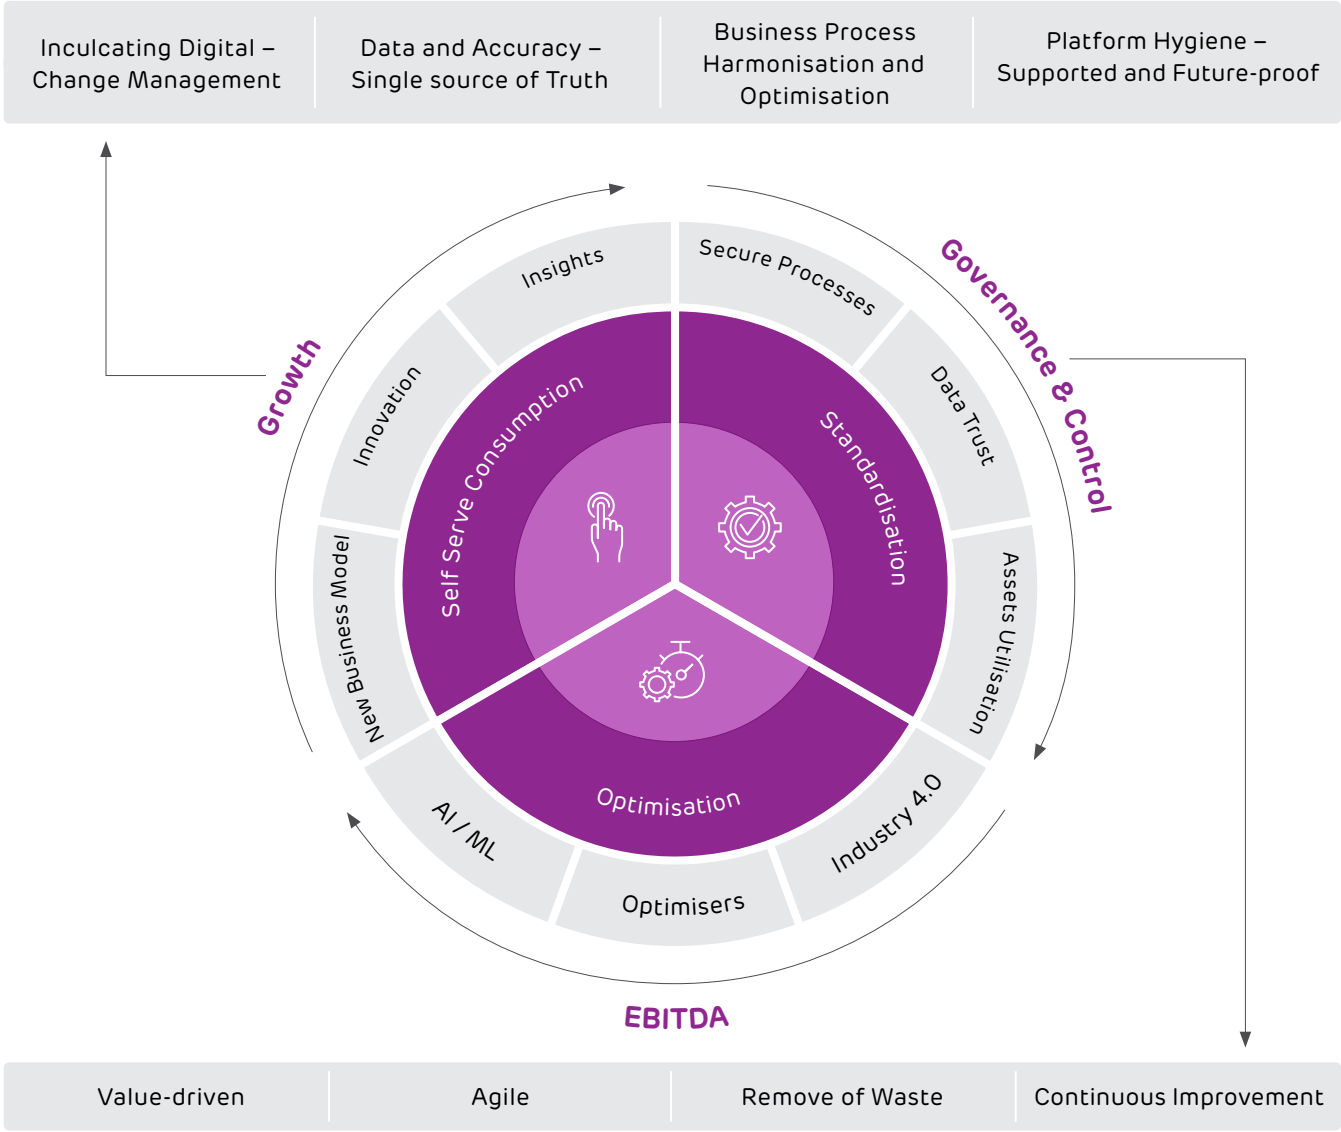 Inculcating Digital –
Change Management
Data and Accuracy –
Single source of Truth
Business Process
Harmonisation and
Optimisation
Platform Hygiene –
Supported and Future-proof
Growth
Governance & Control
Insights
Secure Processes
Innovation
Data Trust
Self Serve Consumption
Standardisation
New Business Model
Assets Utilisation
Optimisation
AI / ML
Optimisers
Industry 4.0
EBITDA
Value-driven
Agile
Remove of Waste
Continuous Improvement